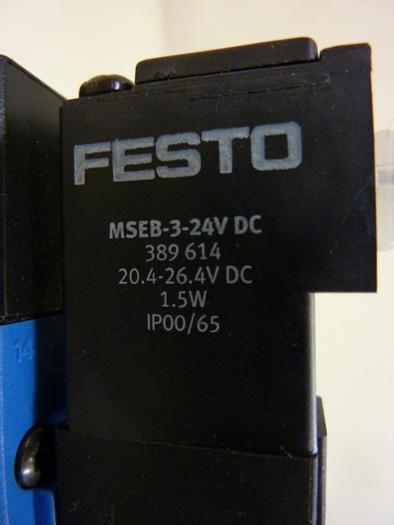 FESTO
MSEB-3-24V DC
389 614
20.4-26.4V DC
1.5W
IP00/65
14